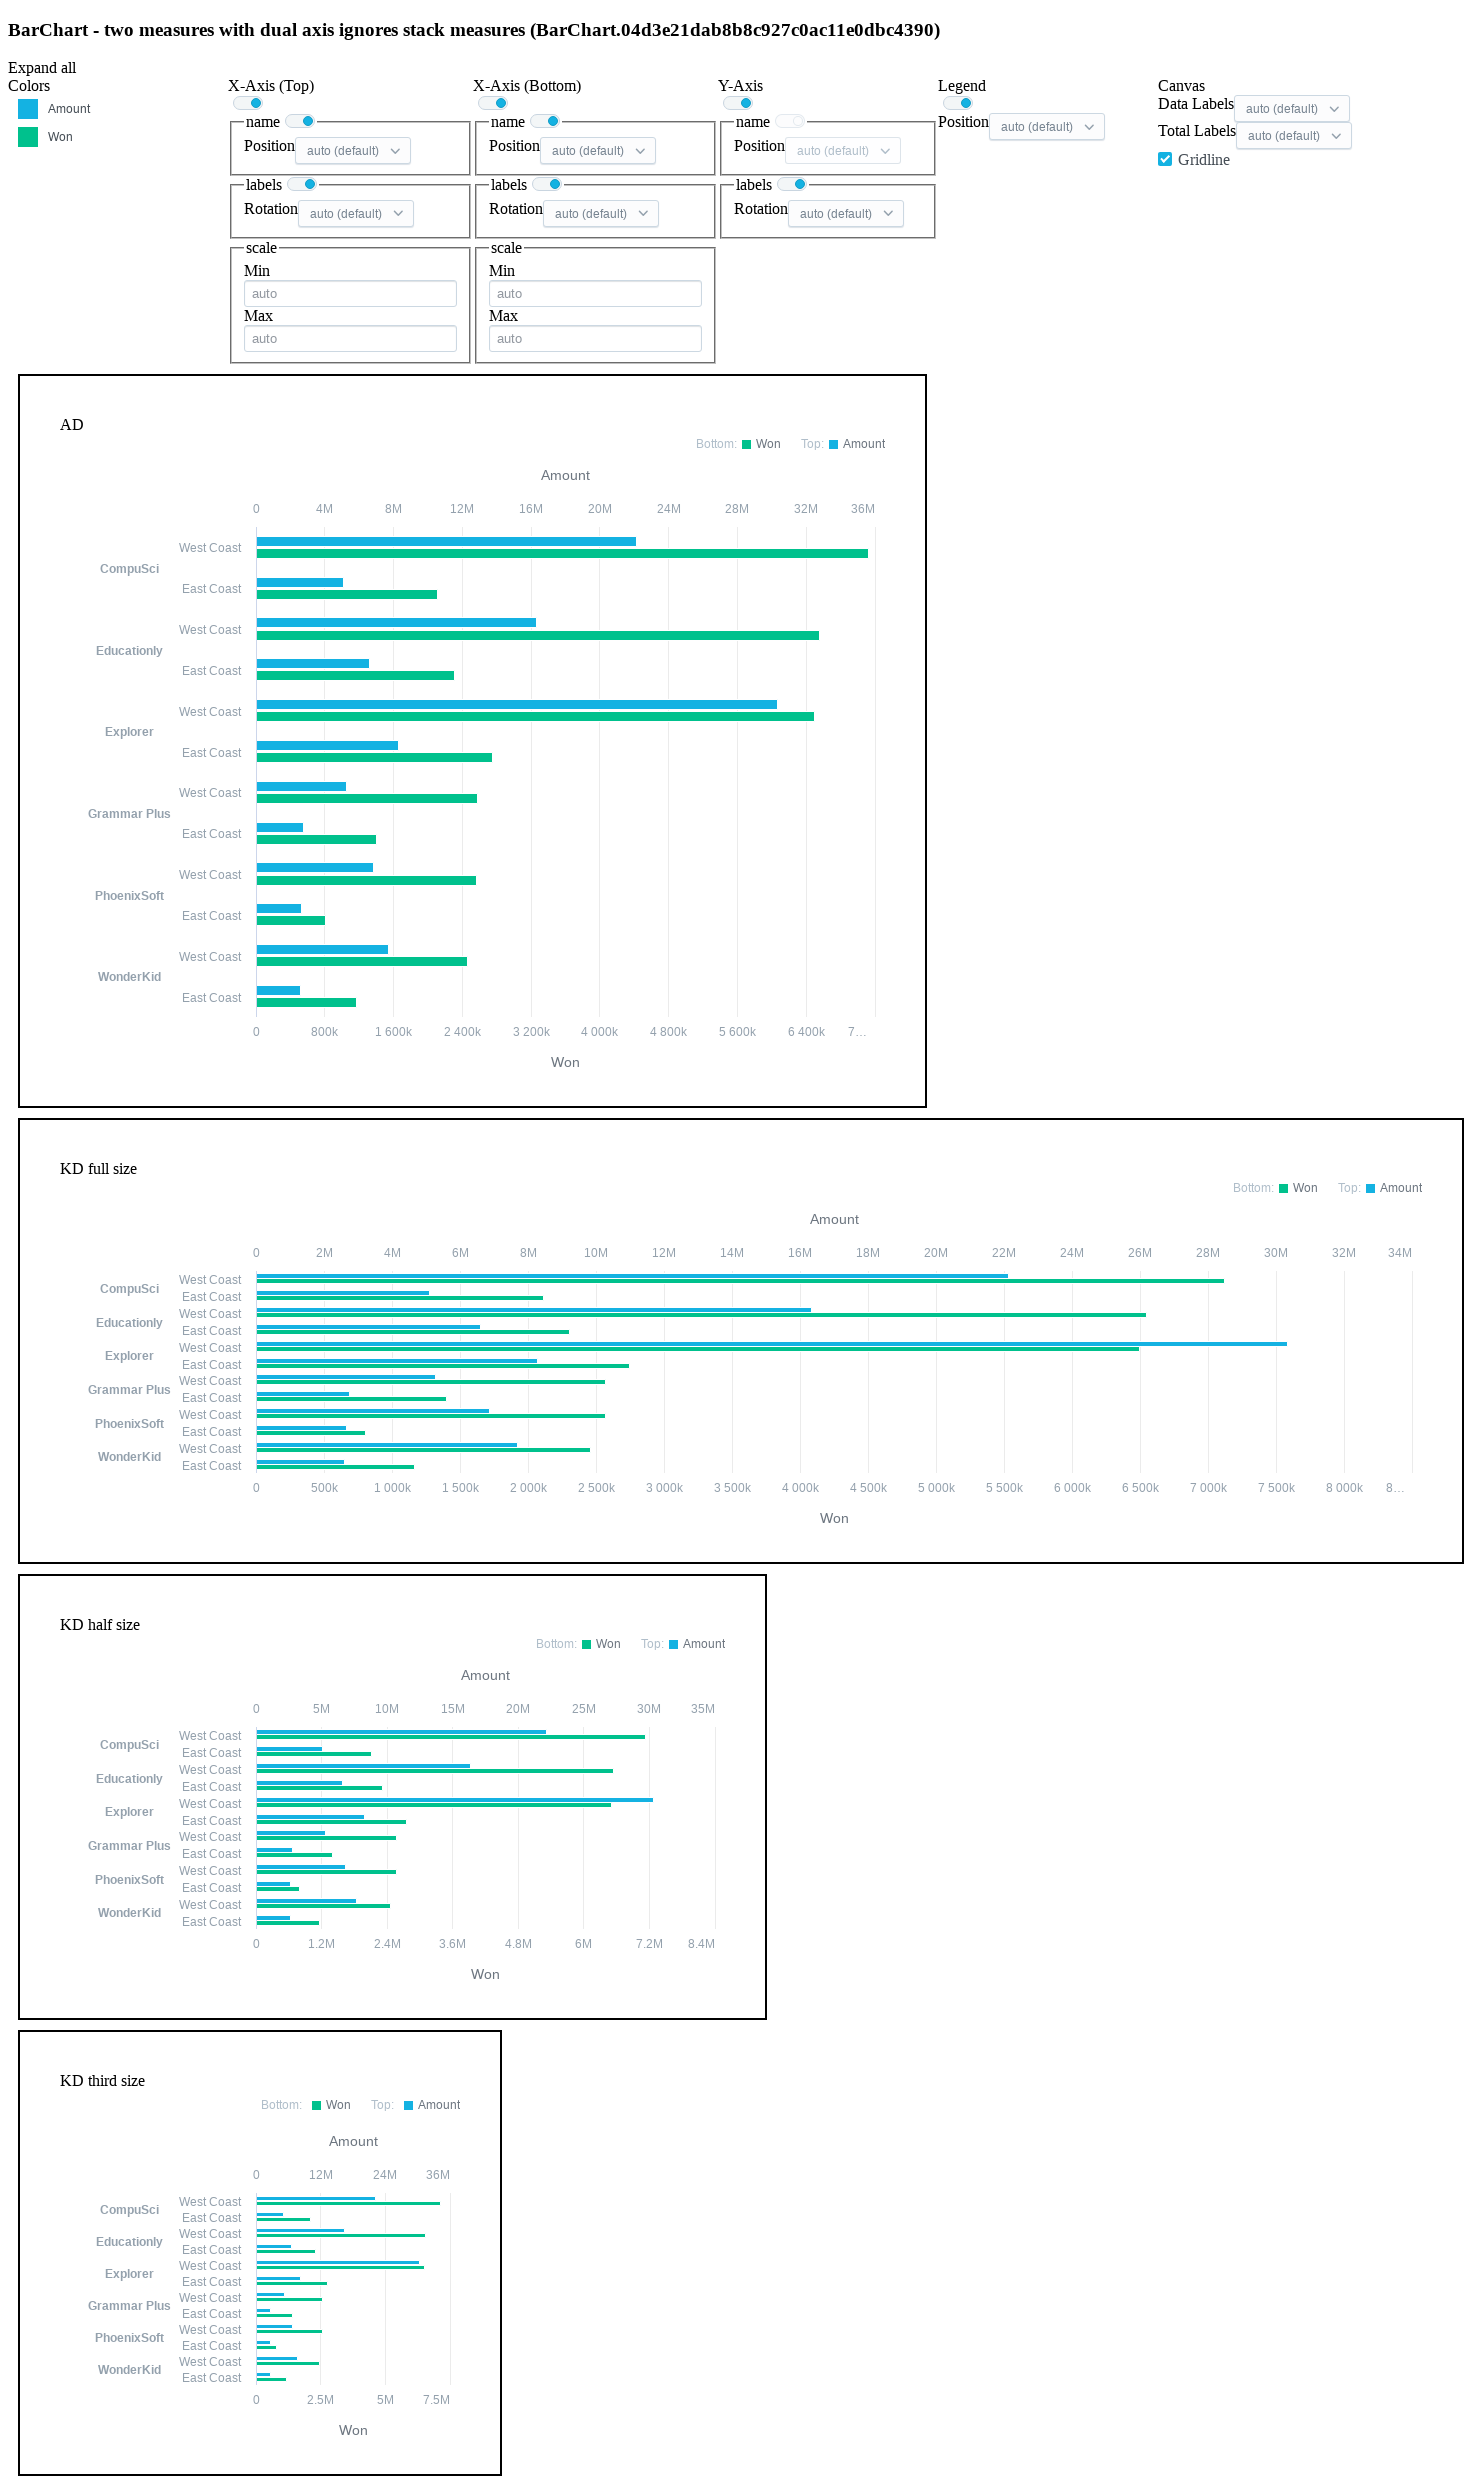 BarChart - two measures with dual axis ignores stack measures (BarChart.04d3e21dab8b8c927c0ac11e0dbc4390)
Expand all
Colors
Amount
Won
X-Axis (Top)
name
Position auto (default)
labels
Rotation auto (default)
scale
Min
auto
Max
auto
X-Axis (Bottom)
name
Position auto (default)
labels
Rotation auto (default)
scale
Min
auto
Max
auto
Y-Axis
name
Position auto (default)
labels
Rotation auto (default)
Legend
Position auto (default)
Canvas
Data Labels auto (default)
Total Labels auto (default)
Gridline
AD
Bottom: Won Top: Amount
Amount
0 4M 8M 12M 16M 20M 24M 28M 32M 36M
West Coast
CompuSci
East Coast
West Coast
Educationly
East Coast
West Coast
Explorer
East Coast
West Coast
Grammar Plus
East Coast
West Coast
PhoenixSoft
East Coast
West Coast
WonderKid
East Coast
0 800k 1 600k 2 400k 3 200k 4 000k 4 800k 5 600k 6 400k 7…
Won
KD full size
Bottom: Won Top: Amount
Amount
0 2M 4M 6M 8M 10M 12M 14M 16M 18M 20M 22M 24M 26M 28M 30M 32M 34M
West Coast
CompuSci
East Coast
West Coast
Educationly
East Coast
West Coast
Explorer
East Coast
West Coast
Grammar Plus
East Coast
West Coast
PhoenixSoft
East Coast
West Coast
WonderKid
East Coast
0 500k 1 000k 1 500k 2 000k 2 500k 3 000k 3 500k 4 000k 4 500k 5 000k 5 500k 6 000k 6 500k 7 000k 7 500k 8 000k 8…
Won
KD half size
Bottom: Won Top: Amount
Amount
0 5M 10M 15M 20M 25M 30M 35M
West Coast
CompuSci
East Coast
West Coast
Educationly
East Coast
West Coast
Explorer
East Coast
West Coast
Grammar Plus
East Coast
West Coast
PhoenixSoft
East Coast
West Coast
WonderKid
East Coast
0 1.2M 2.4M 3.6M 4.8M 6M 7.2M 8.4M
Won
KD third size
Bottom: Won Top: Amount
Amount
0 12M 24M 36M
West Coast
CompuSci
East Coast
West Coast
Educationly
East Coast
West Coast
Explorer
East Coast
West Coast
Grammar Plus
East Coast
West Coast
PhoenixSoft
East Coast
West Coast
WonderKid
East Coast
0 2.5M 5M 7.5M
Won